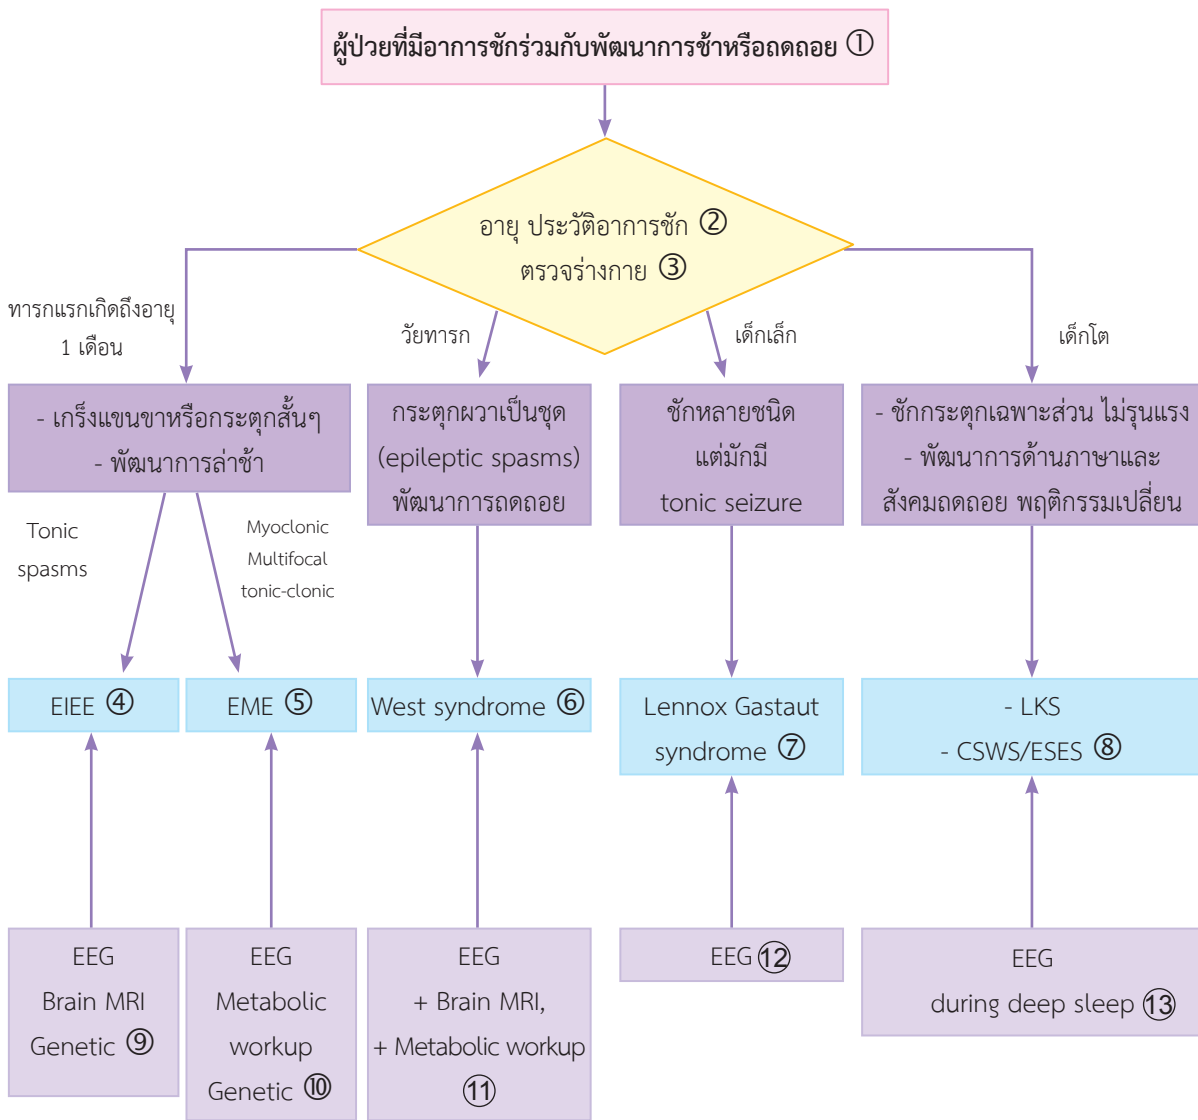 ผู้ป่วยที่มีอาการชักร่วมกับพัฒนาการช้าหรือถดถอย ①
อายุ ประวัติอาการชัก ②
ตรวจร่างกาย ③
ทารกแรกเกิดถึงอายุ
1 เดือน
วัยทารก
เด็กเล็ก
เด็กโต
- เกร็งแขนขาหรือกระตุกสั้นๆ
- พัฒนาการล่าช้า
กระตุกผวาเป็นชุด
(epileptic spasms)
พัฒนาการถดถอย
ชักหลายชนิด
แต่มักมี
tonic seizure
- ชักกระตุกเฉพาะส่วน ไม่รุนแรง
- พัฒนาการด้านภาษาและ
สังคมถดถอย พฤติกรรมเปลี่ยน
Tonic
spasms
Myoclonic
Multifocal
tonic-clonic
EIEE ④
EME ⑤
West syndrome ⑥
Lennox Gastaut
syndrome ⑦
- LKS
- CSWS/ESES ⑧
EEG
Brain MRI
Genetic ⑨
EEG
Metabolic
workup
Genetic ⑩
EEG
+ Brain MRI,
+ Metabolic workup
⑪
EEG ⑫
EEG
during deep sleep ⑬